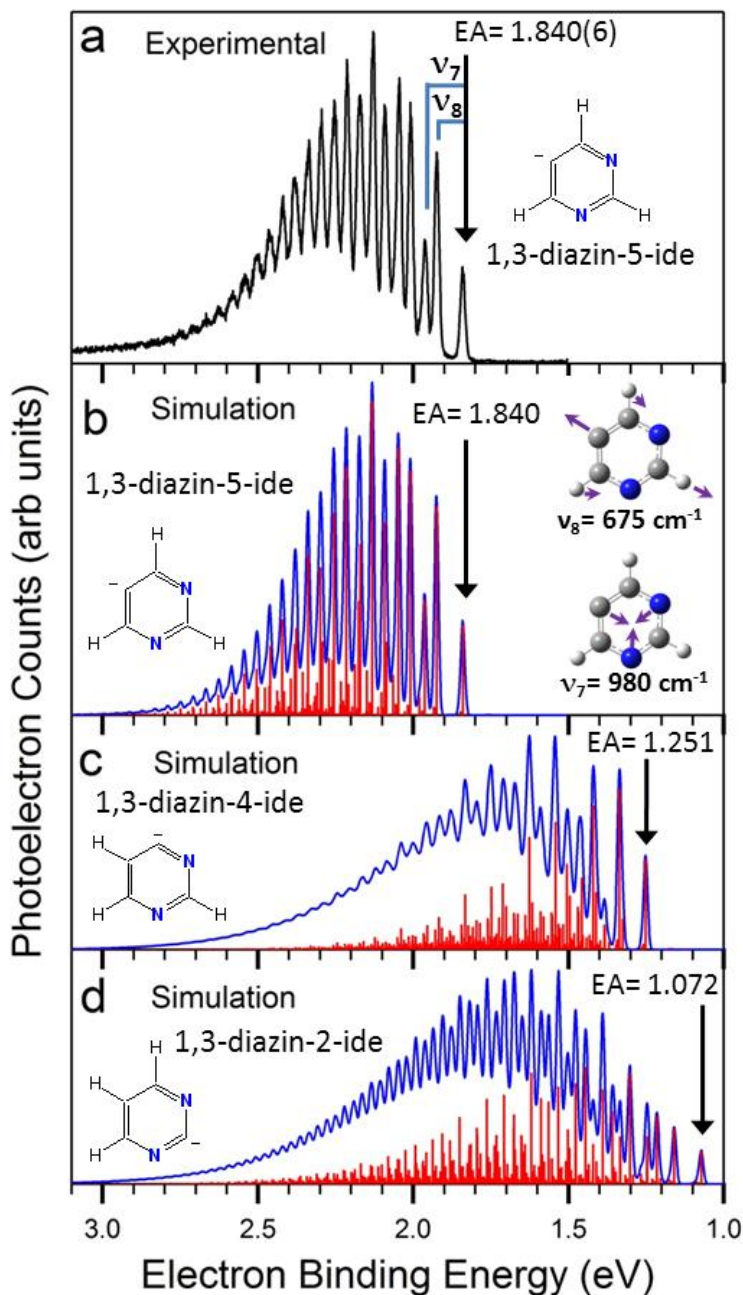 a
Experimental
EA= 1.840(6)
ν7
ν8
H
−
N
H
N
H
1,3-diazin-5-ide
b
Simulation
EA= 1.840
1,3-diazin-5-ide
H
−
N
H
N
H
ν8= 675 cm-1
ν7= 980 cm-1
c
Simulation
EA= 1.251
1,3-diazin-4-ide
−
H
N
H
N
H
d
Simulation
EA= 1.072
1,3-diazin-2-ide
H
H
N
H
N
−
3.0 2.5 2.0 1.5 1.0
Electron Binding Energy (eV)
Photoelectron Counts (arb units)